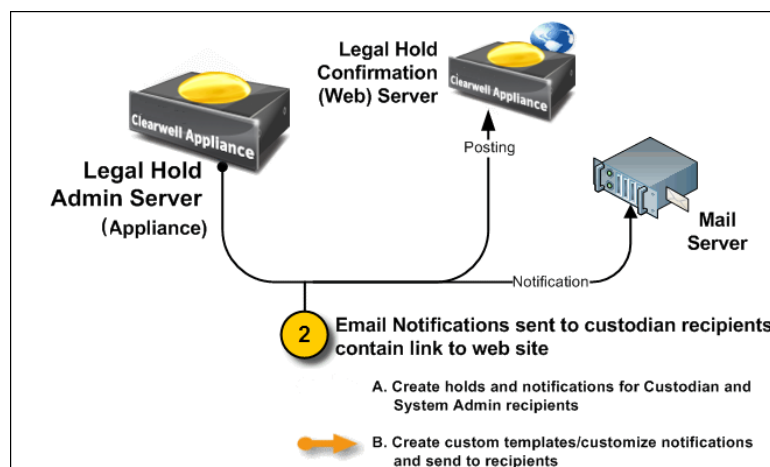 Legal Hold
Confirmation
(Web) Server
Clearwell Appliance
Clearwell Appliance
Posting
Legal Hold
Admin Server
(Appliance)
Mail
Server
Notification
2
Email Notifications sent to custodian recipients
contain link to web site
A. Create holds and notifications for Custodian and
System Admin recipients
B. Create custom templates/customize notifications
and send to recipients